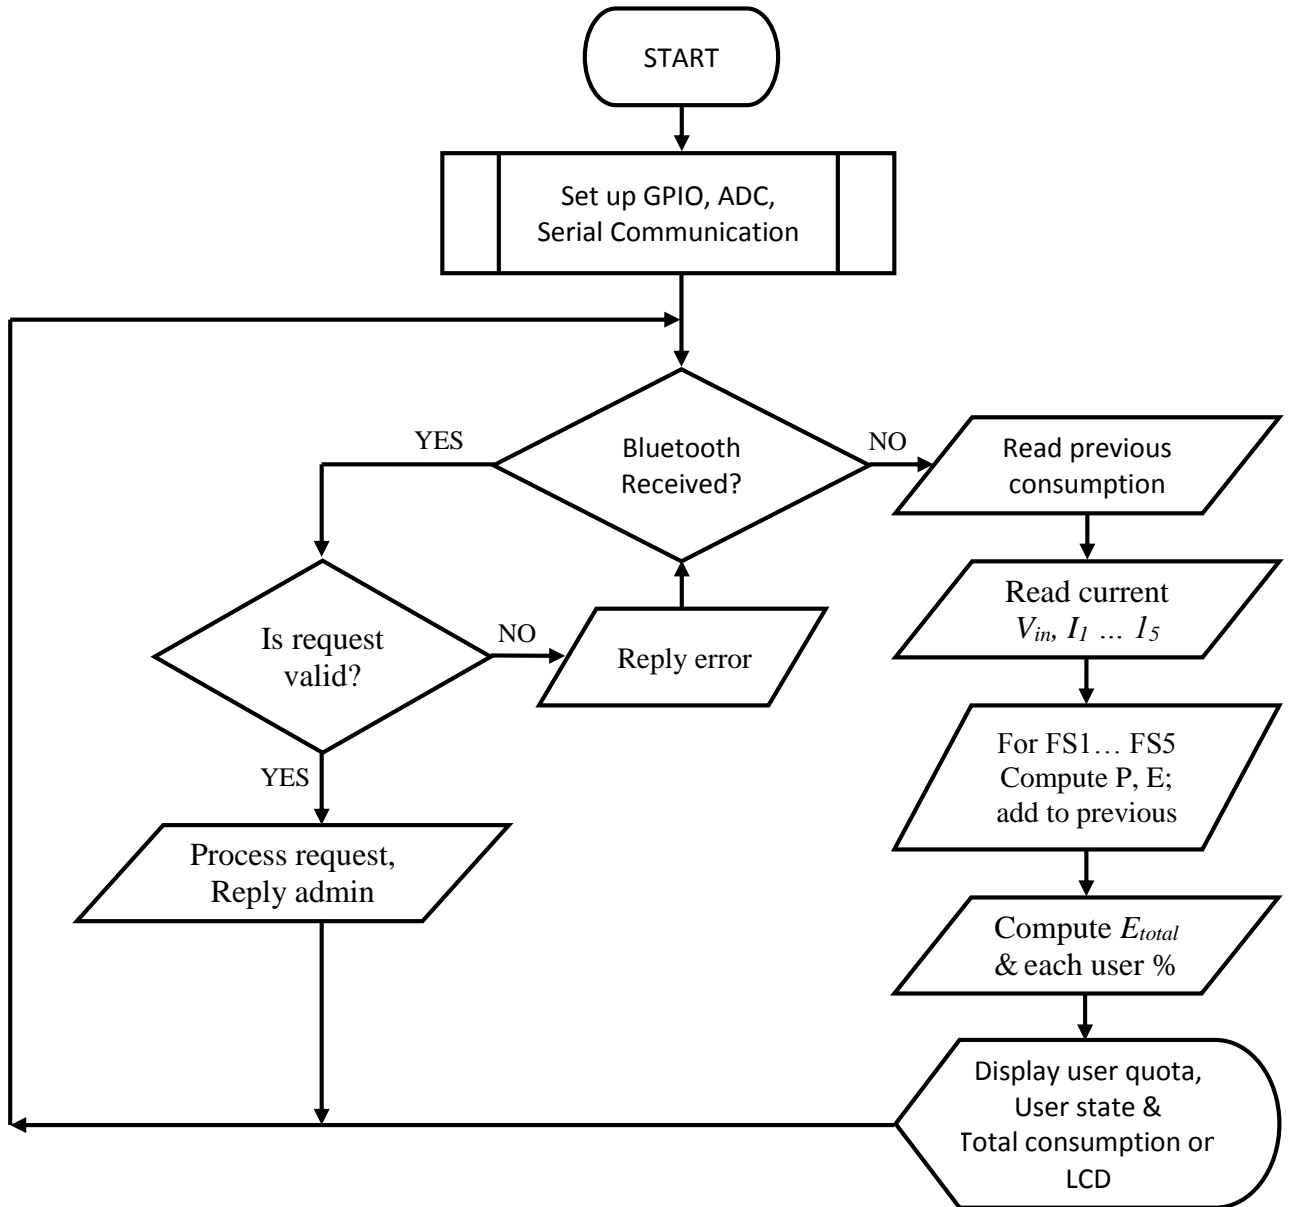 START
Set up GPIO, ADC,
Serial Communication
YES
Bluetooth
Received?
NO
Read previous
consumption
Read current
Vin, I1 … I5
Is request
valid?
NO
Reply error
For FS1… FS5
Compute P, E;
add to previous
YES
Process request,
Reply admin
Compute Etotal
& each user %
Display user quota,
User state &
Total consumption on
LCD